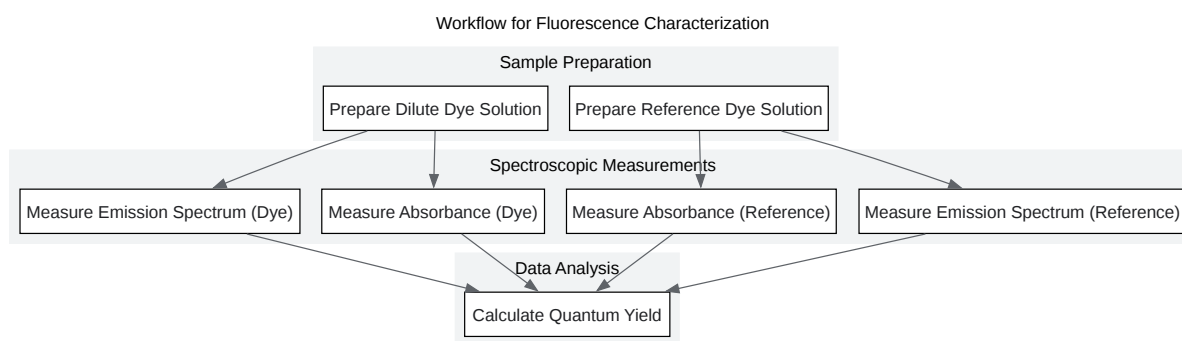 Workflow for Fluorescence Characterization
Sample Preparation
Prepare Dilute Dye Solution
Prepare Reference Dye Solution
Spectroscopic Measurements
Measure Emission Spectrum (Dye)
Measure Absorbance (Dye)
Measure Absorbance (Reference)
Measure Emission Spectrum (Reference)
Data Analysis
Calculate Quantum Yield